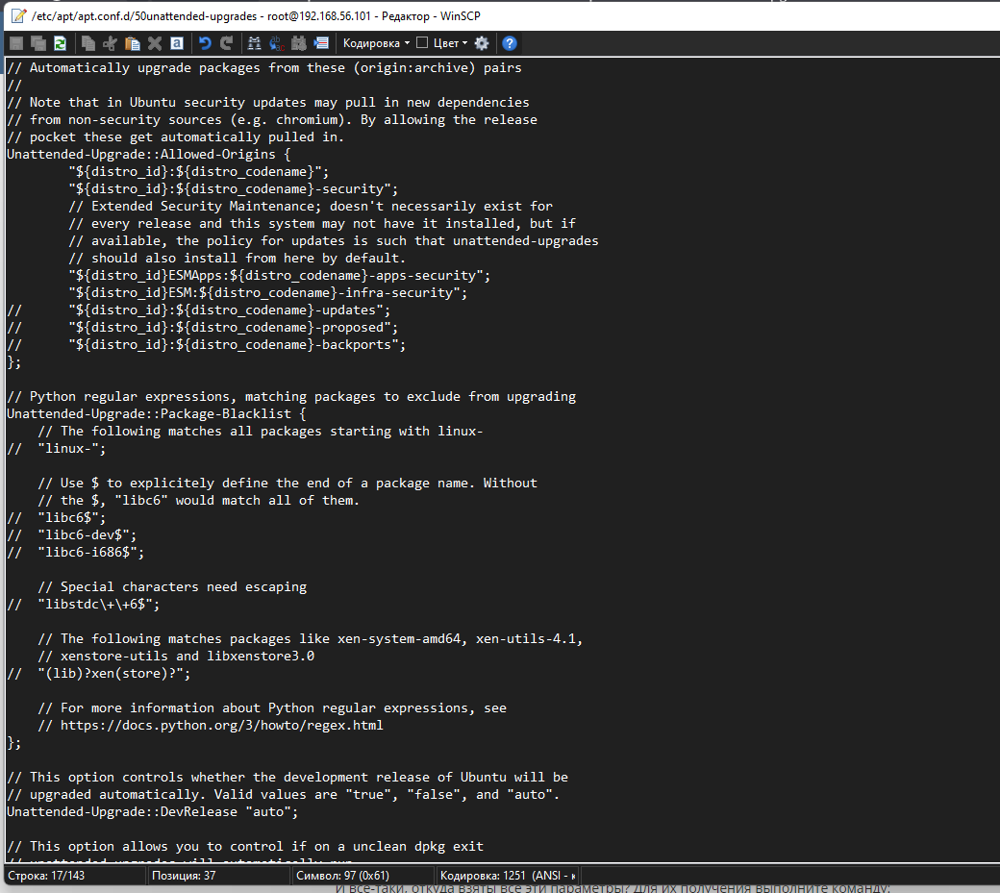 /etc/apt/apt.conf.d/50unattended-upgrades - root@192.168.56.101 - Редактор - WinSCP
Кодировка Цвет
// Automatically upgrade packages from these (origin:archive) pairs
//
// Note that in Ubuntu security updates may pull in new dependencies
// from non-security sources (e.g. chromium). By allowing the release
// pocket these get automatically pulled in.
Unattended-Upgrade::Allowed-Origins {
        "${distro_id}:${distro_codename}";
        "${distro_id}:${distro_codename}-security";
        // Extended Security Maintenance; doesn't necessarily exist for
        // every release and this system may not have it installed, but if
        // available, the policy for updates is such that unattended-upgrades
        // should also install from here by default.
        "${distro_id}ESMApps:${distro_codename}-apps-security";
        "${distro_id}ESM:${distro_codename}-infra-security";
//      "${distro_id}:${distro_codename}-updates";
//      "${distro_id}:${distro_codename}-proposed";
//      "${distro_id}:${distro_codename}-backports";
};
// Python regular expressions, matching packages to exclude from upgrading
Unattended-Upgrade::Package-Blacklist {
    // The following matches all packages starting with linux-
//  "linux-";
    // Use $ to explicitely define the end of a package name. Without
    // the $, "libc6" would match all of them.
//  "libc6$";
//  "libc6-dev$";
//  "libc6-i686$";
    // Special characters need escaping
//  "libstdc\+\+6$";
    // The following matches packages like xen-system-amd64, xen-utils-4.1,
    // xenstore-utils and libxenstore3.0
//  "(lib)?xen(store)?";
    // For more information about Python regular expressions, see
    // https://docs.python.org/3/howto/regex.html
};
// This option controls whether the development release of Ubuntu will be
// upgraded automatically. Valid values are "true", "false", and "auto".
Unattended-Upgrade::DevRelease "auto";
// This option allows you to control if on a unclean dpkg exit
Строка: 17/143 Позиция: 37 Символ: 97 (0x61) Кодировка: 1251 (ANSI - к
И все-таки, откуда взяты все эти параметры? Для их получения выполните команду: